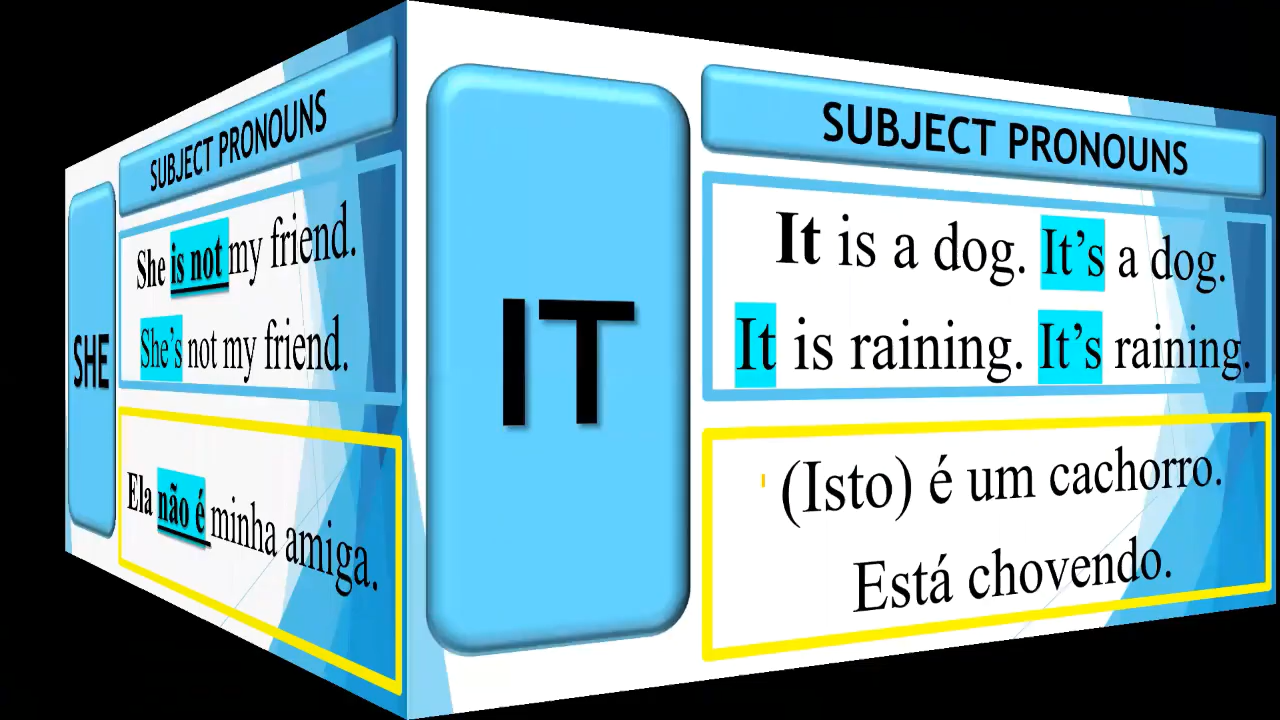 SUBJECT PRONOUNS
SHE
She is not my friend.
She's not my friend.
Ela não é minha amiga.
SUBJECT PRONOUNS
IT
It is a dog. It's a dog.
It is raining. It's raining.
(Isto) é um cachorro.
Está chovendo.